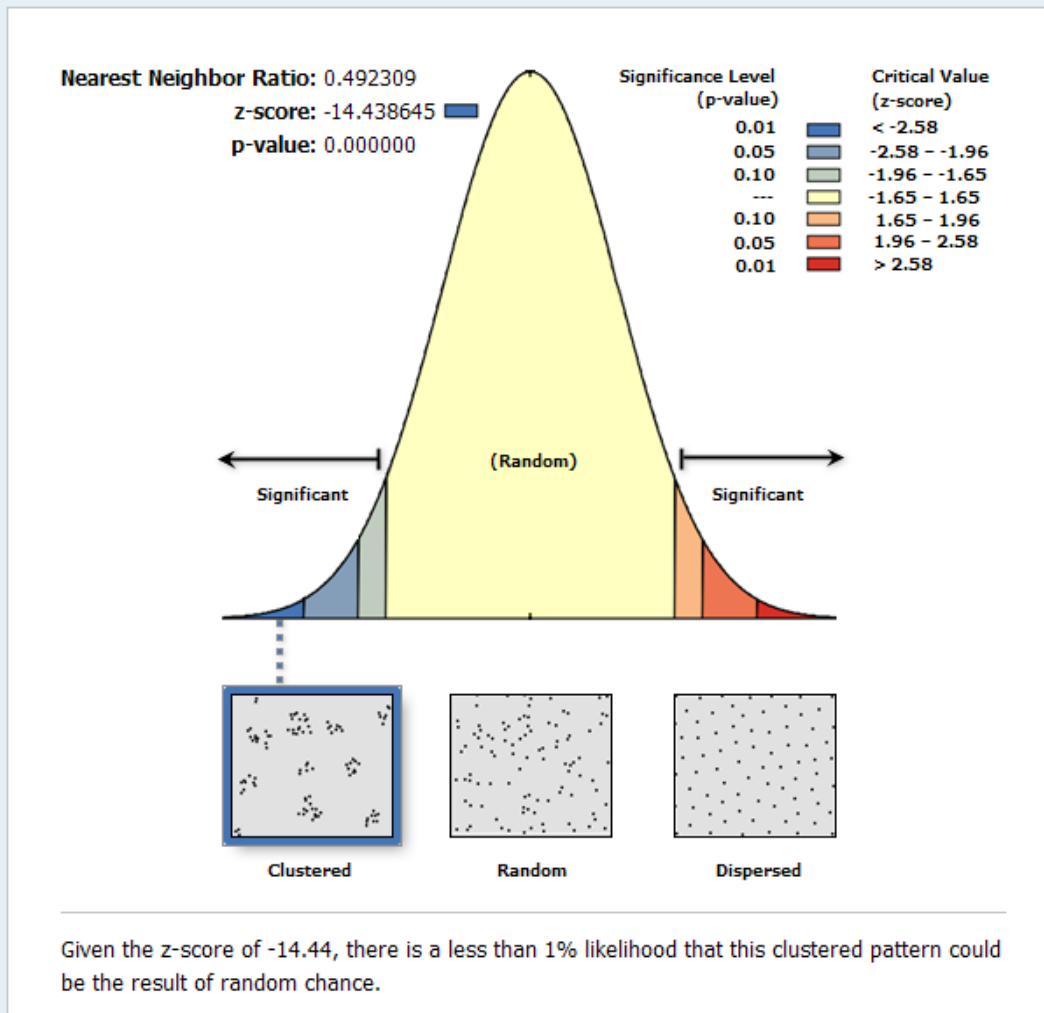 Nearest Neighbor Ratio: 0.492309
z-score: -14.438645
p-value: 0.000000
Significance Level
(p-value)
Critical Value
(z-score)
0.01 < -2.58
0.05 -2.58 – -1.96
0.10 -1.96 – -1.65
--- -1.65 – 1.65
0.10 1.65 – 1.96
0.05 1.96 – 2.58
0.01 > 2.58
(Random)
Significant
Significant
Clustered
Random
Dispersed
Given the z-score of -14.44, there is a less than 1% likelihood that this clustered pattern could
be the result of random chance.